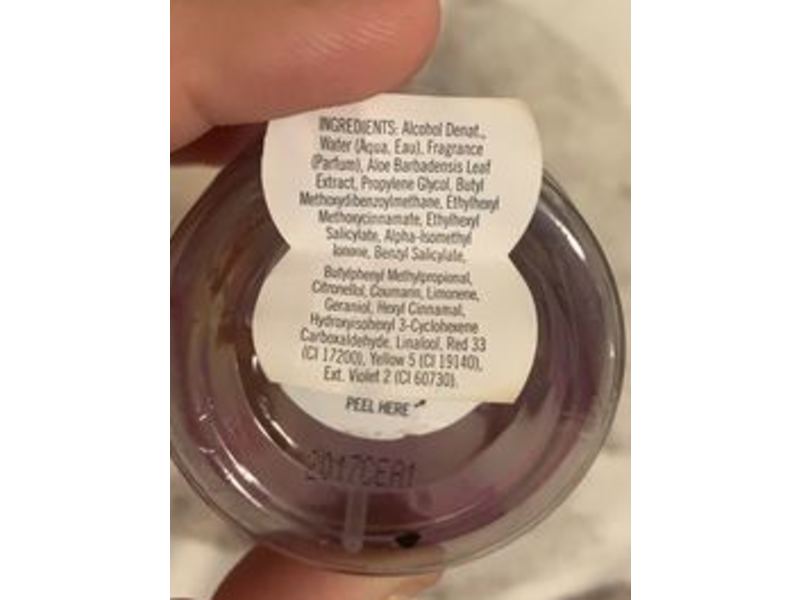 INGREDIENTS: Alcohol Denat.,
Water (Aqua, Eau), Fragrance
(Parfum), Aloe Barbadensis Leaf
Extract, Propylene Glycol, Butyl
Methoxydibenzoylmethane, Ethylhexyl
Methoxycinnamate, Ethylhexyl
Salicylate, Alpha-Isomethyl
Ionone, Benzyl Salicylate,
Butylphenyl Methylpropional,
Citronellol, Coumarin, Limonene,
Geraniol, Hexyl Cinnamal,
Hydroxyisohexyl 3-Cyclohexene
Carboxaldehyde, Linalool, Red 33
(CI 17200), Yellow 5 (CI 19140),
Ext. Violet 2 (CI 60730).
PEEL HERE
2017CEA1